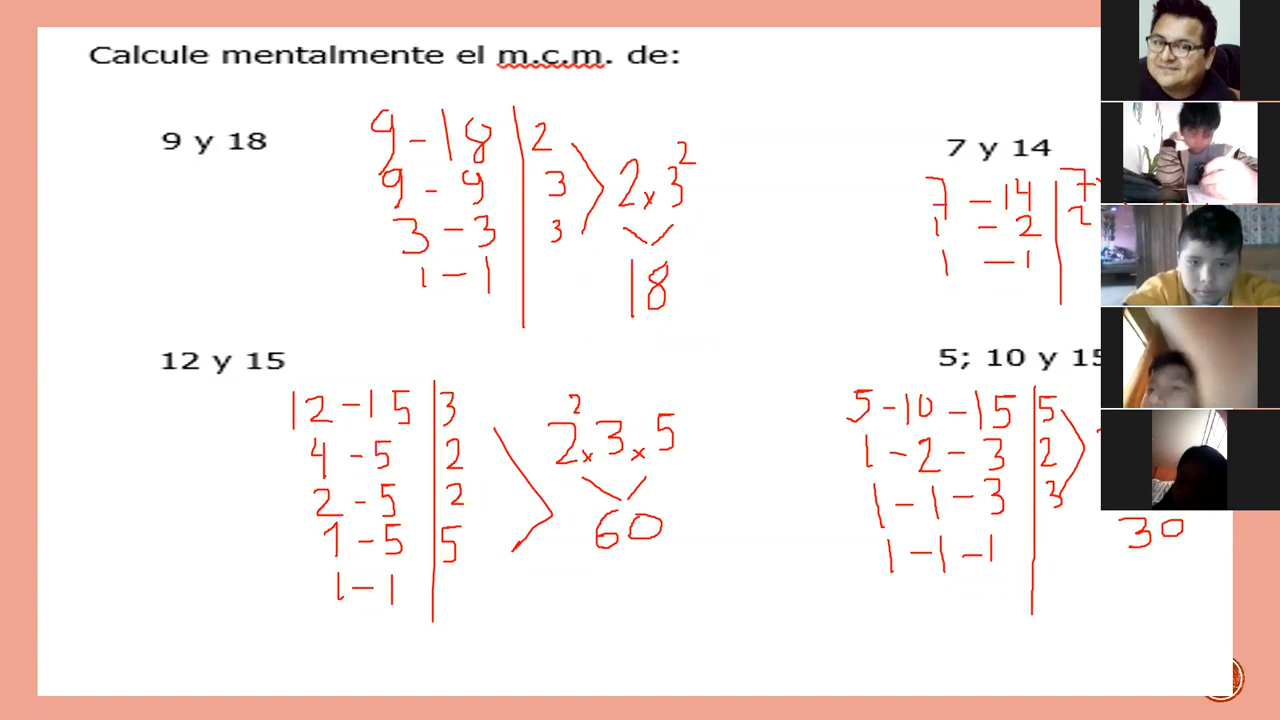 Calcule mentalmente el m.c.m. de:
9 y 18
9 - 18 | 2
9 - 9 | 3
3 - 3 | 3
1 - 1
2 x 3²
18
7 y 14
7 - 14 | 7
1 - 2 | 2
1 - 1
12 y 15
12 - 15 | 3
4 - 5 | 2
2 - 5 | 2
1 - 5 | 5
1 - 1
2² x 3 x 5
60
5; 10 y 15
5 - 10 - 15 | 5
1 - 2 - 3 | 2
1 - 1 - 3 | 3
1 - 1 - 1
30